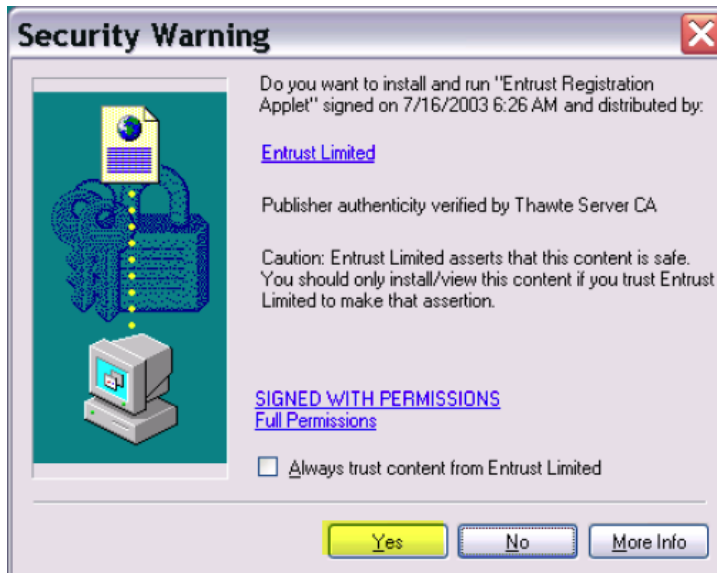 Security Warning
Do you want to install and run "Entrust Registration
Applet" signed on 7/16/2003 6:26 AM and distributed by:
Entrust Limited
Publisher authenticity verified by Thawte Server CA
Caution: Entrust Limited asserts that this content is safe.
You should only install/view this content if you trust Entrust
Limited to make that assertion.
SIGNED WITH PERMISSIONS
Full Permissions
Always trust content from Entrust Limited
Yes
No
More Info